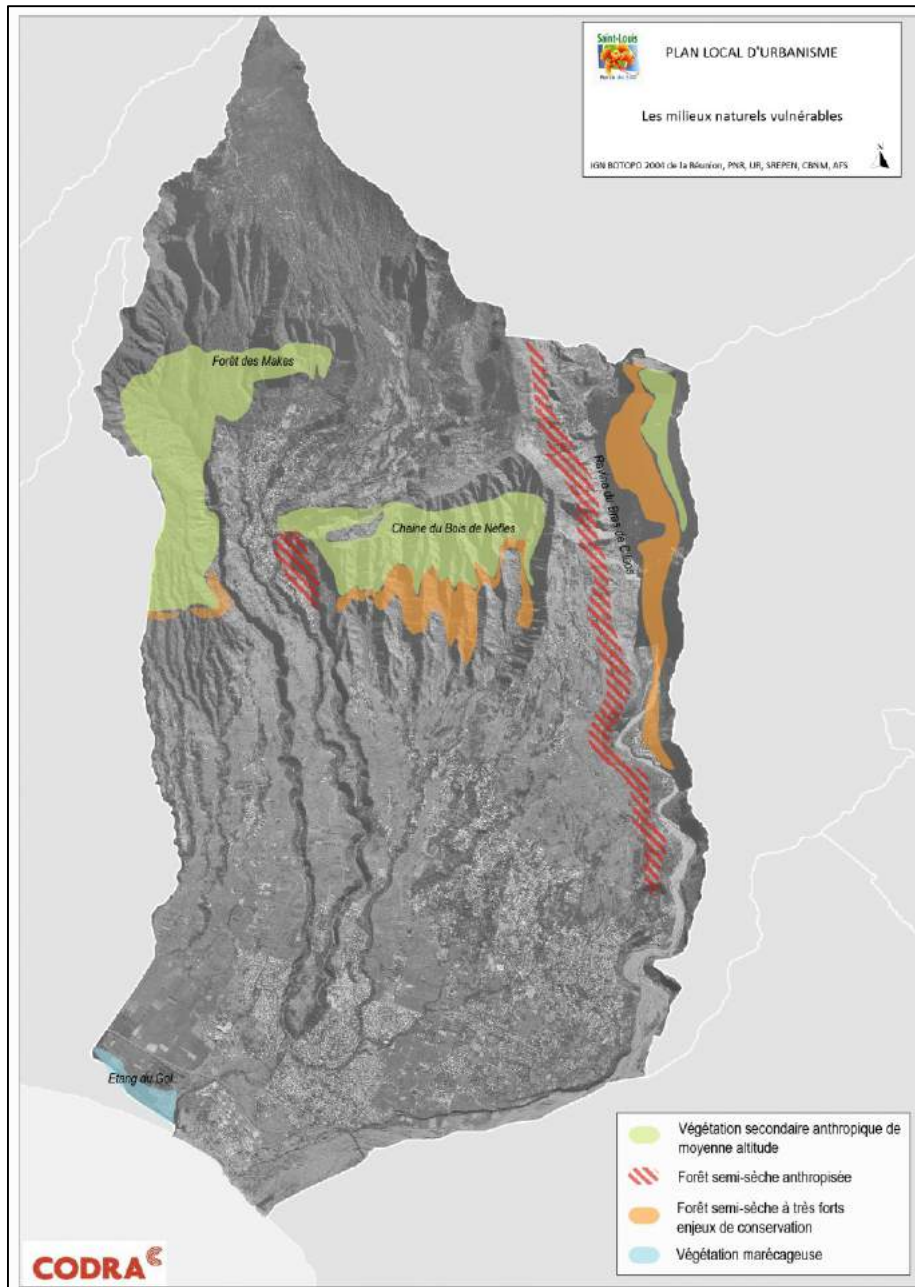 Saint-Louis
PLAN LOCAL D'URBANISME
Les milieux naturels vulnérables
IGN BDTOPO 2004 de la Réunion, PNR, UR, SREPEN, CBNM, AFS
N
Forêt des Makes
Chaine du Bois de Nèfles
Ravine du Bras de Cilaos
Etang du Gol
Végétation secondaire anthropique de
moyenne altitude
Forêt semi-sèche anthropisée
Forêt semi-sèche à très forts
enjeux de conservation
Végétation marécageuse
CODRA